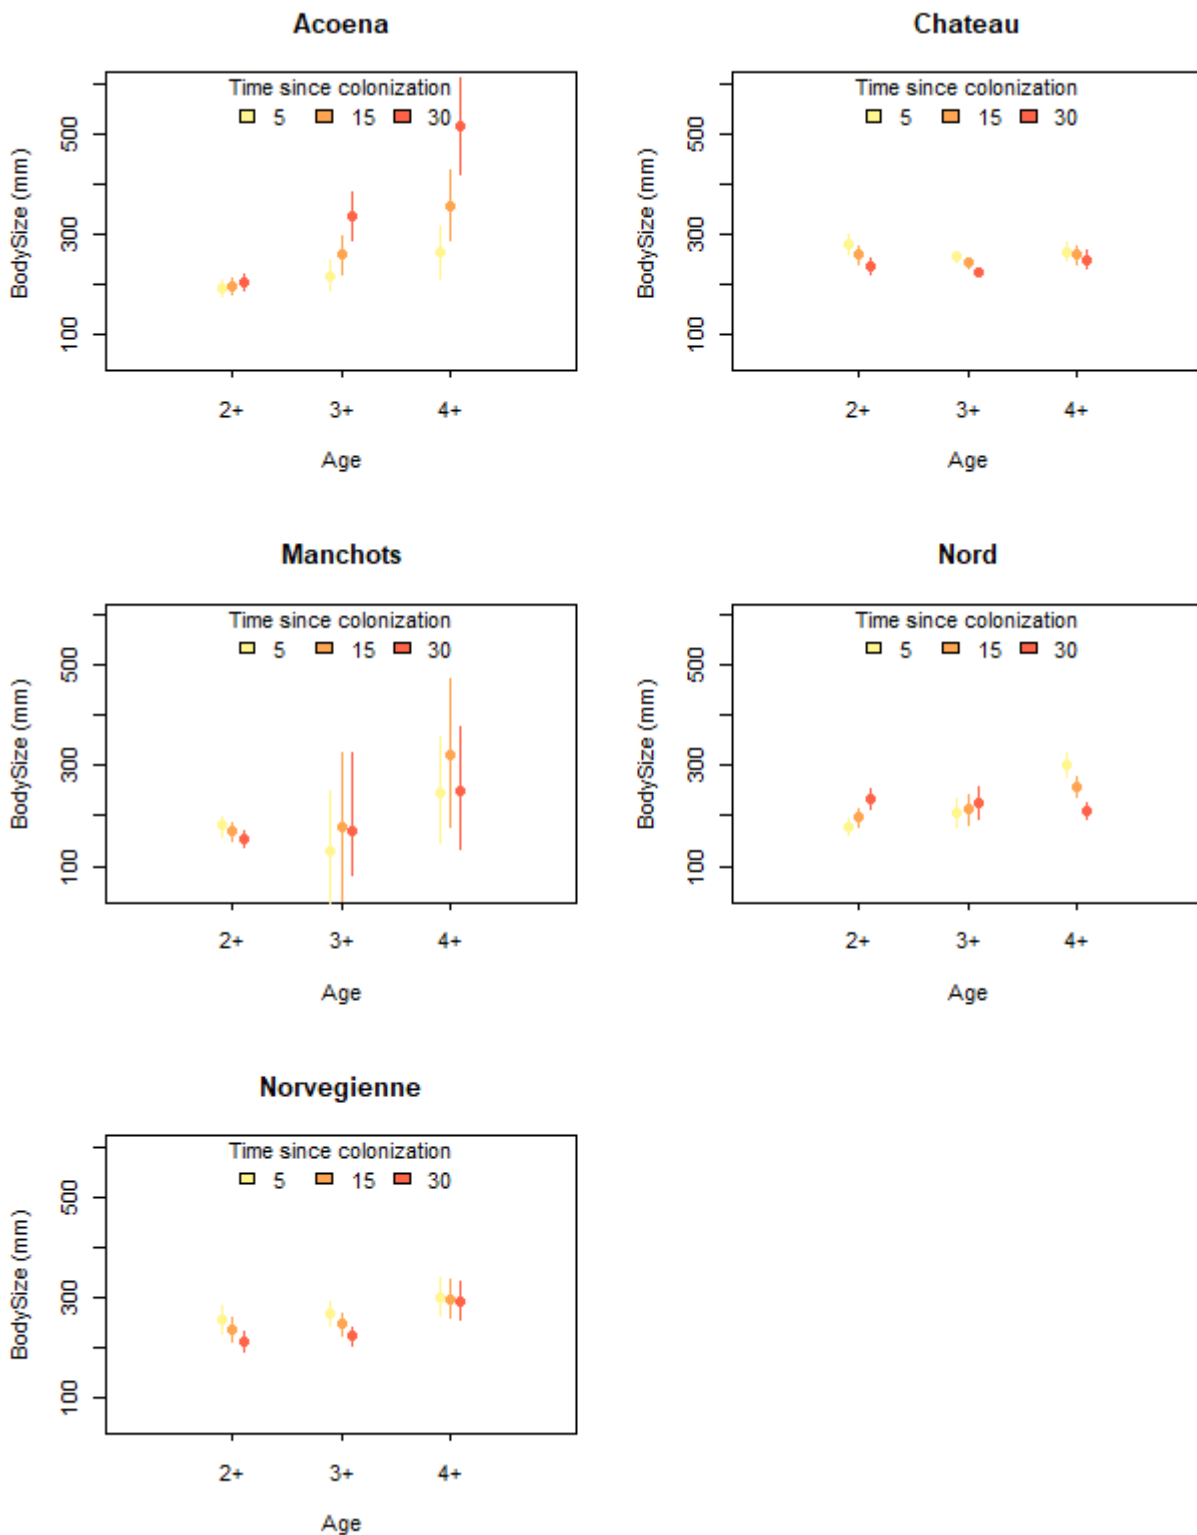 Acoena
Time since colonization
5 15 30
BodySize (mm)
500
300
100
2+ 3+ 4+
Age
Chateau
Time since colonization
5 15 30
BodySize (mm)
500
300
100
2+ 3+ 4+
Age
Manchots
Time since colonization
5 15 30
BodySize (mm)
500
300
100
2+ 3+ 4+
Age
Nord
Time since colonization
5 15 30
BodySize (mm)
500
300
100
2+ 3+ 4+
Age
Norvegienne
Time since colonization
5 15 30
BodySize (mm)
500
300
100
2+ 3+ 4+
Age